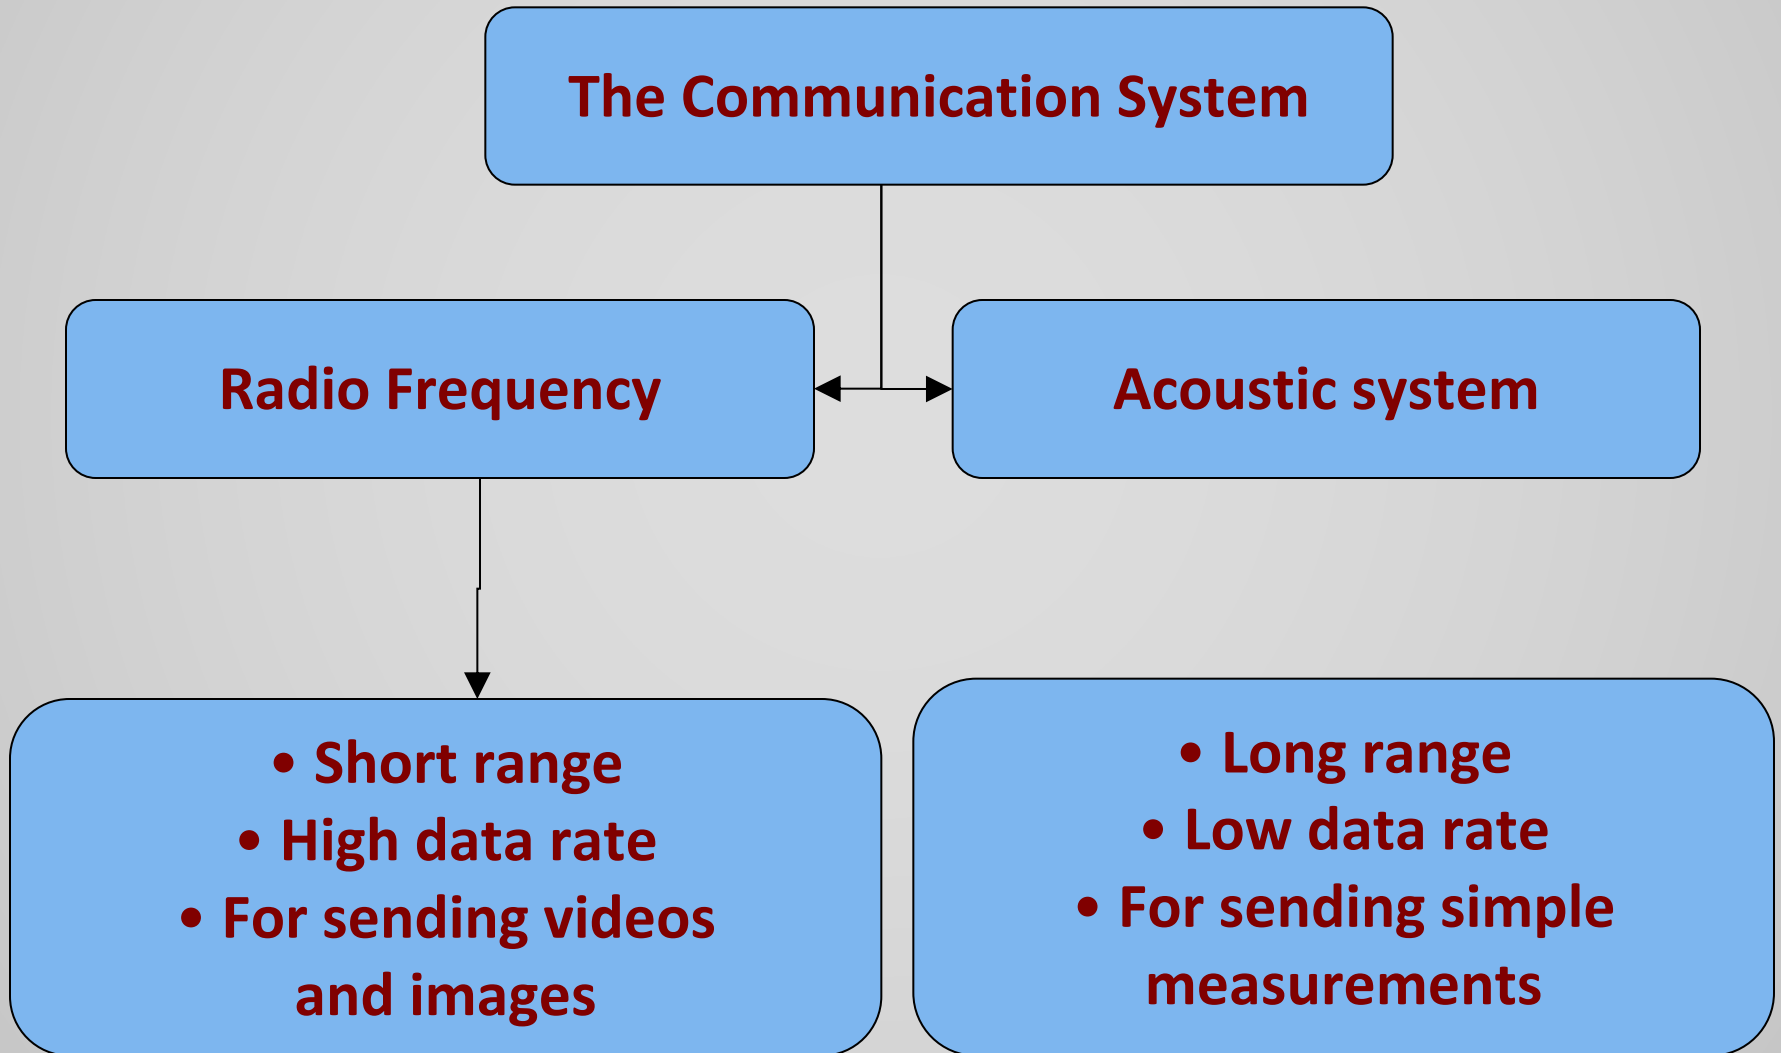 The Communication System
Radio Frequency
Acoustic system
• Short range
• High data rate
• For sending videos
and images
• Long range
• Low data rate
• For sending simple
measurements